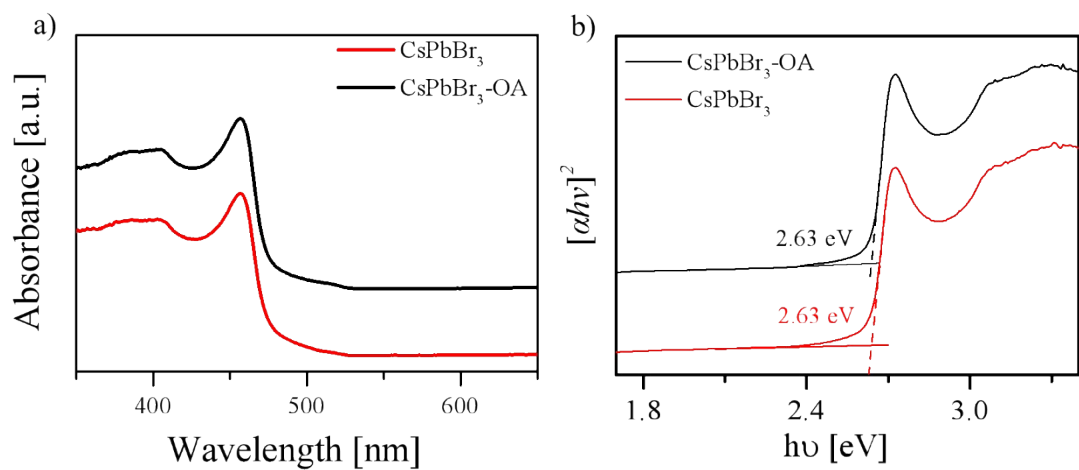 a)
CsPbBr₃
CsPbBr₃-OA
Absorbance [a.u.]
400
500
600
Wavelength [nm]
b)
CsPbBr₃-OA
CsPbBr₃
[αhν]²
2.63 eV
2.63 eV
1.8
2.4
3.0
hυ [eV]